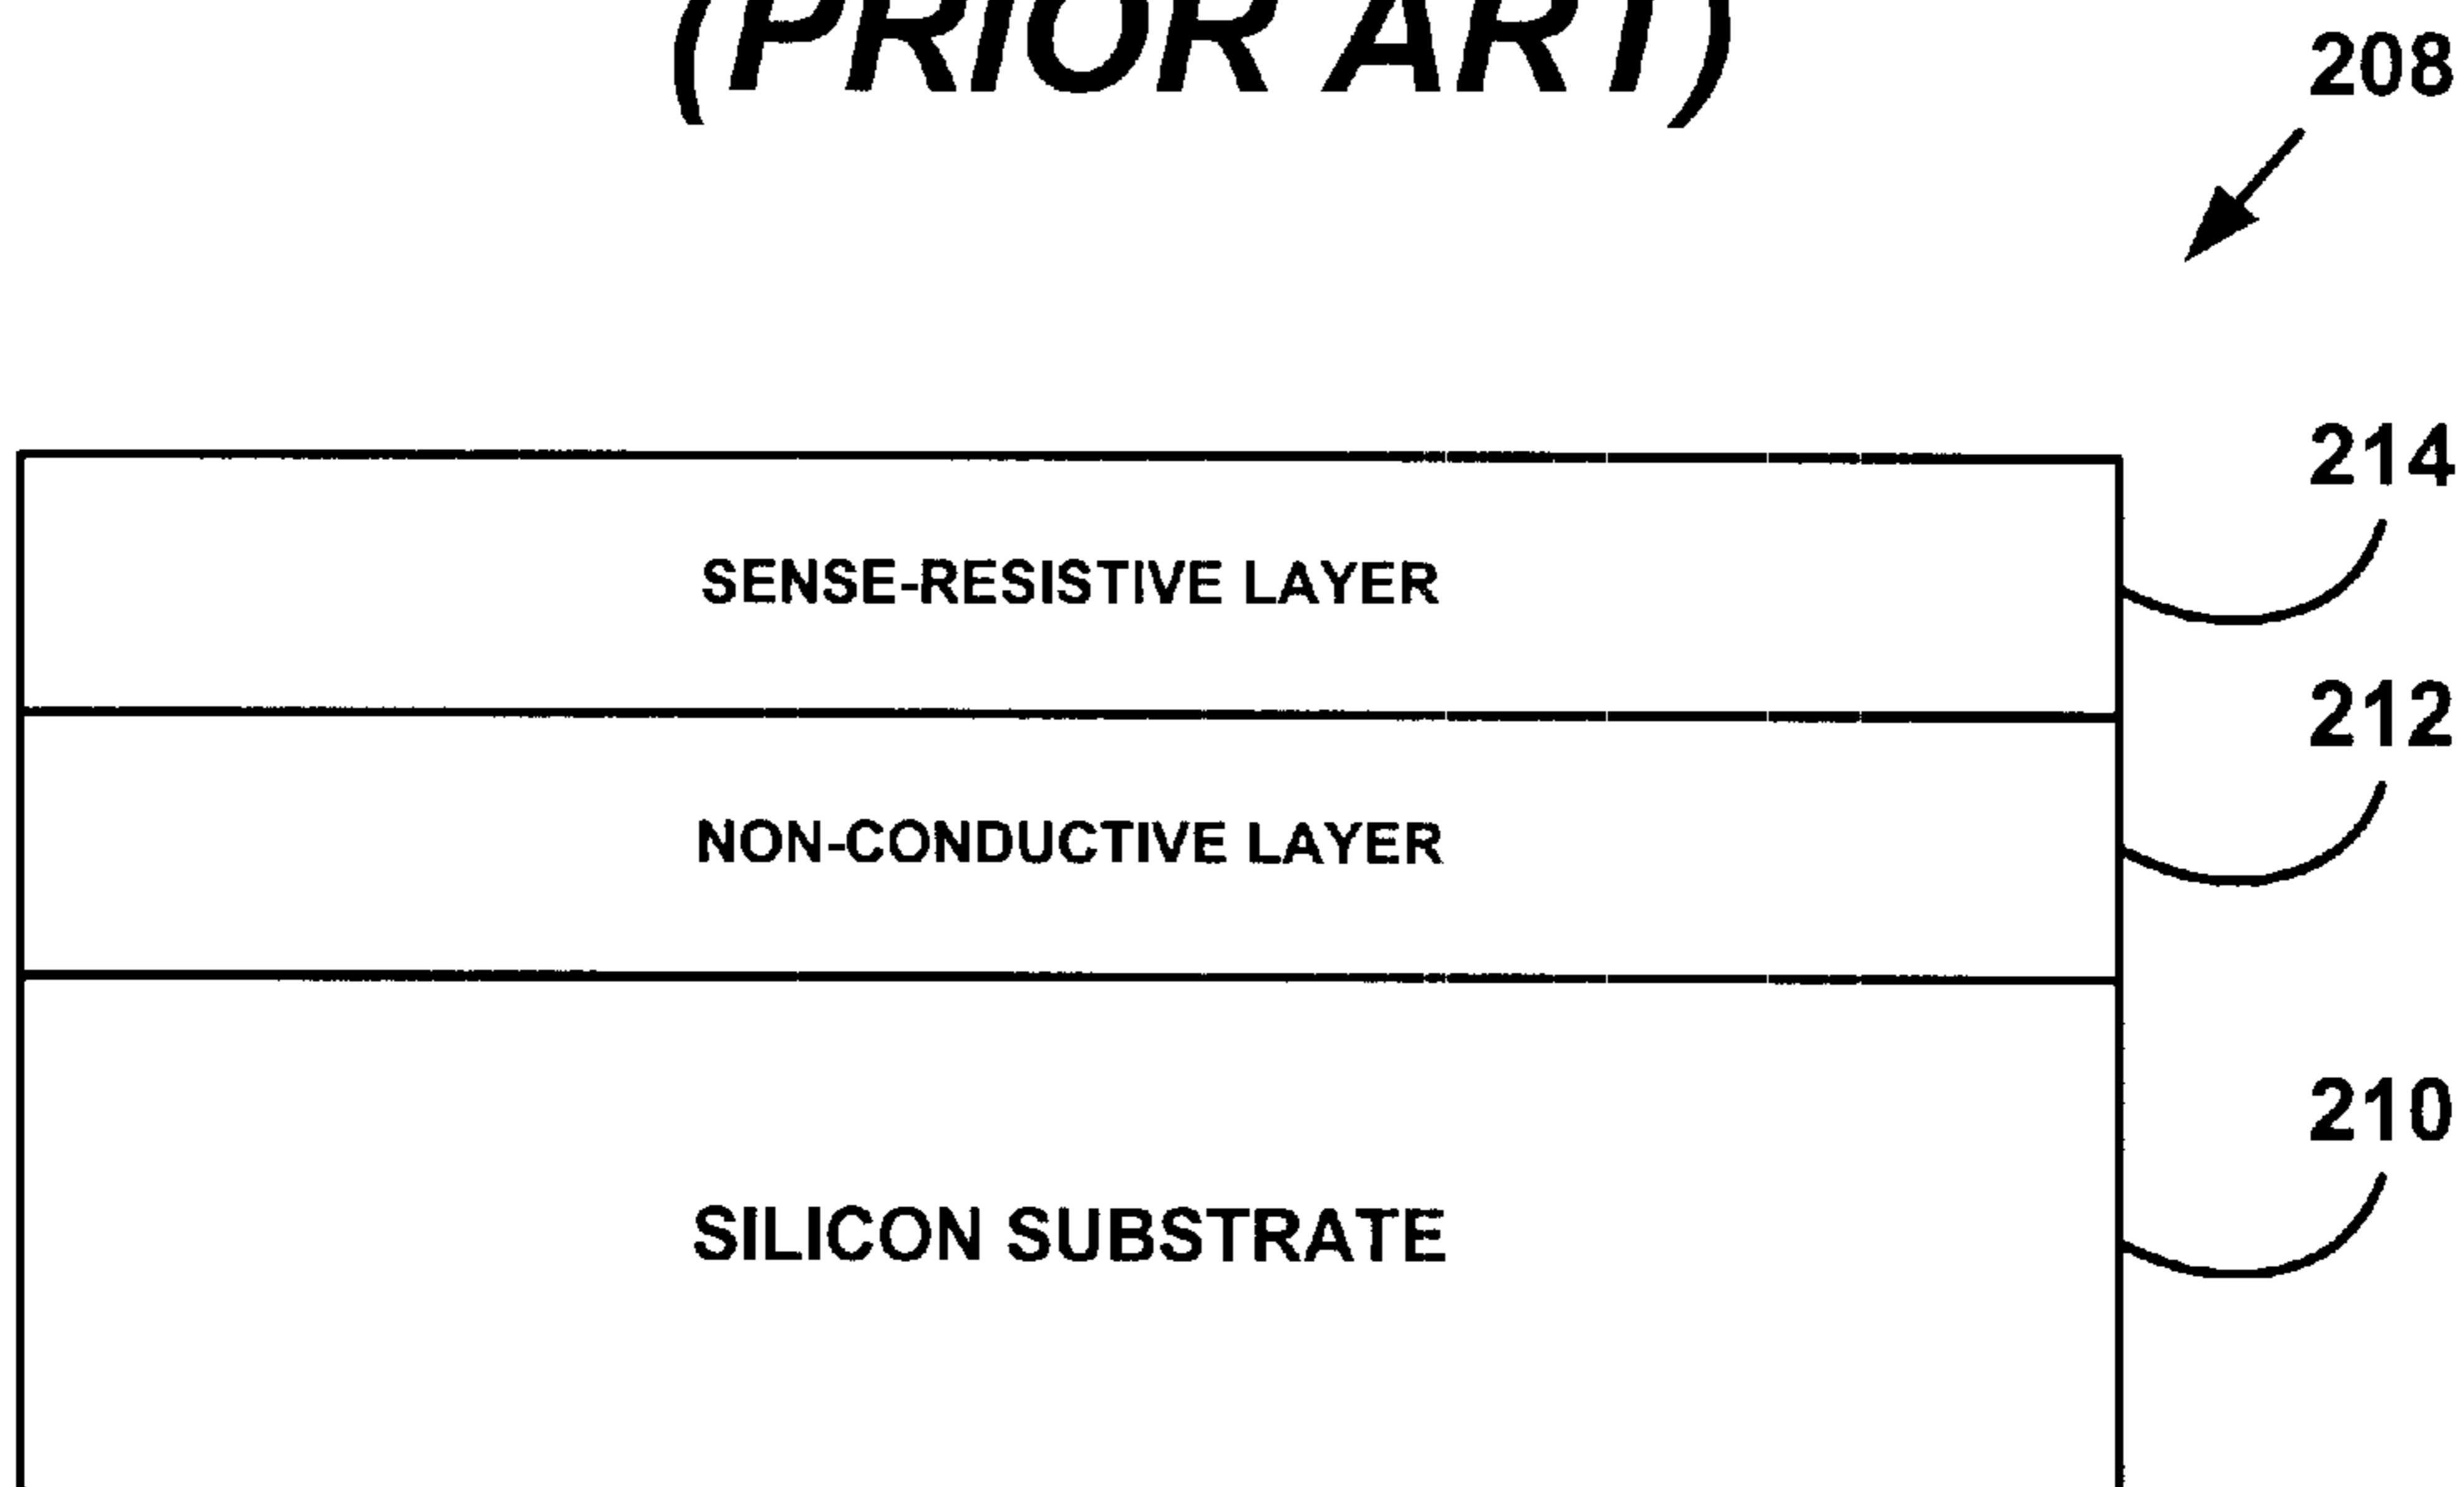 (PRIOR ART)
208
214
SENSE-RESISTIVE LAYER
212
NON-CONDUCTIVE LAYER
210
SILICON SUBSTRATE